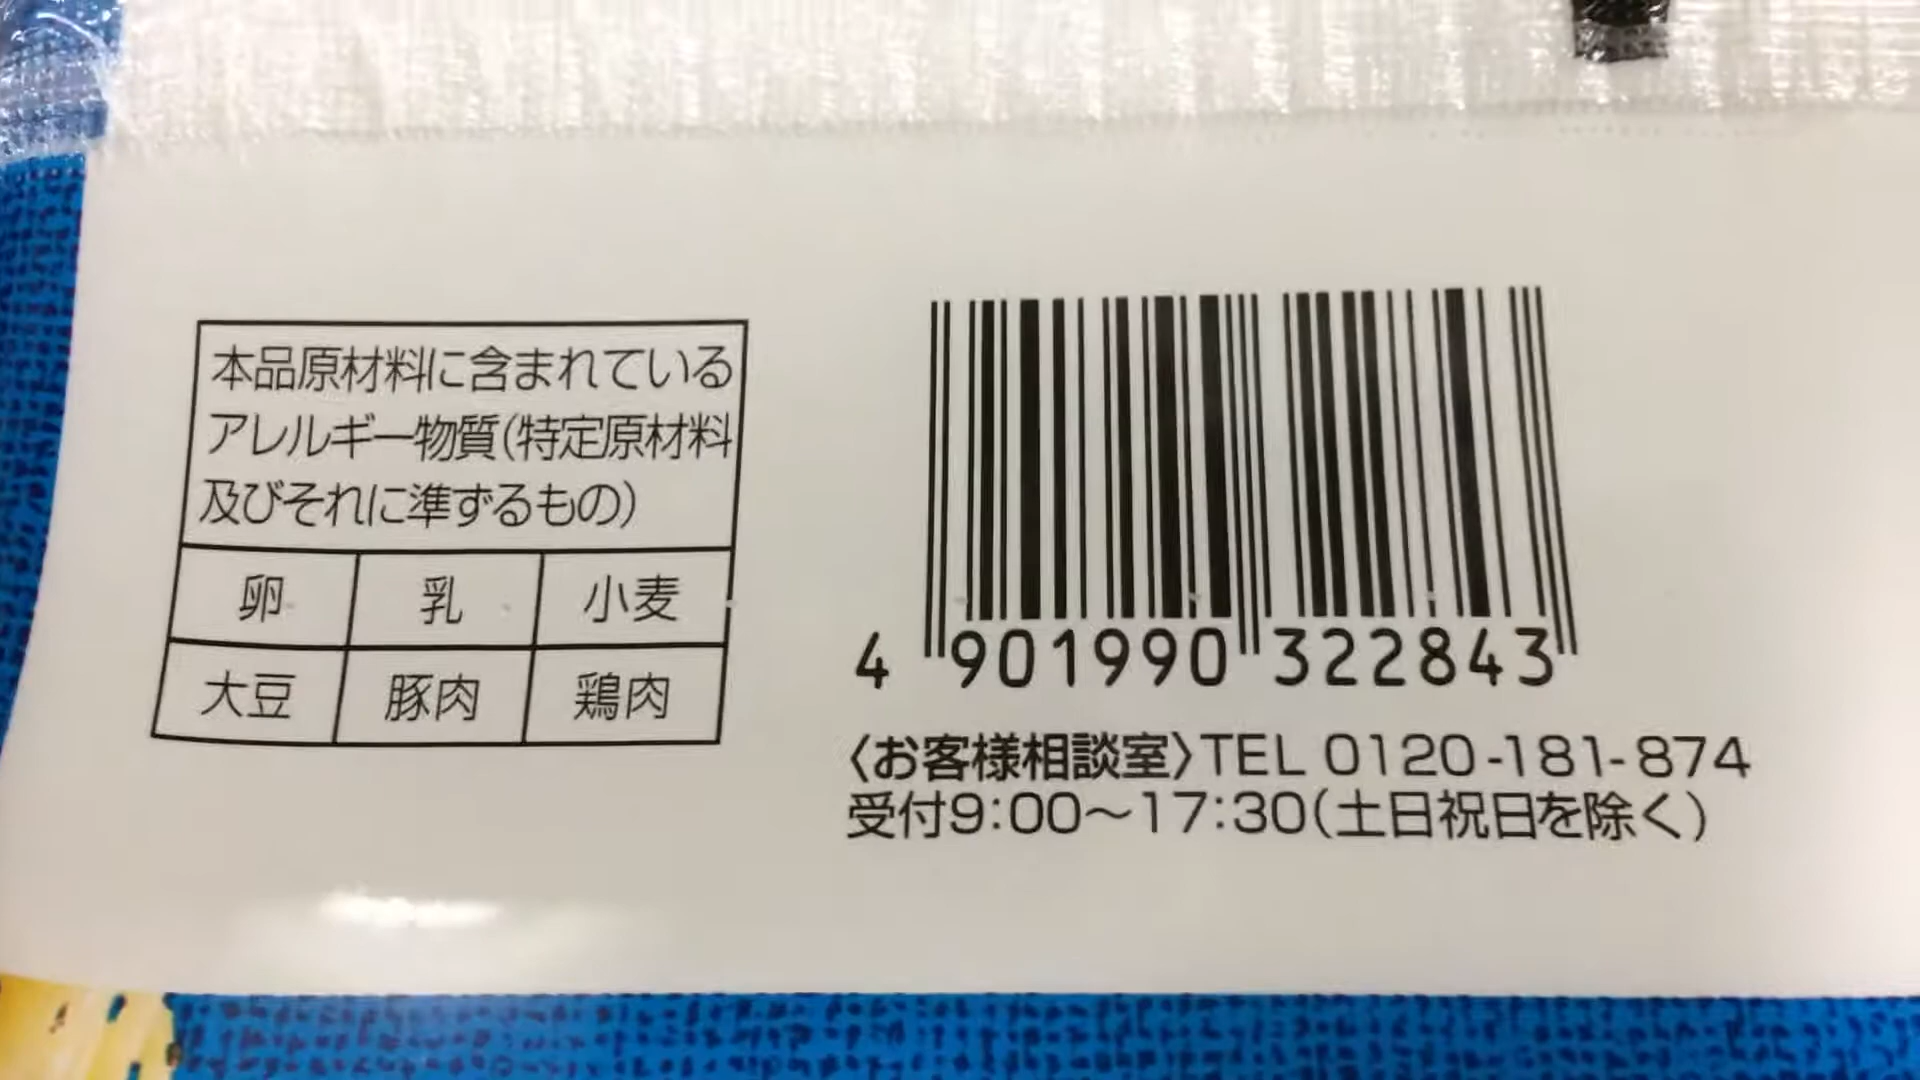 本品原材料に含まれている
アレルギー物質(特定原材料
及びそれに準ずるもの)
卵 乳 小麦
大豆 豚肉 鶏肉
4 901990 322843
〈お客様相談室〉TEL 0120-181-874
受付9:00〜17:30(土日祝日を除く)